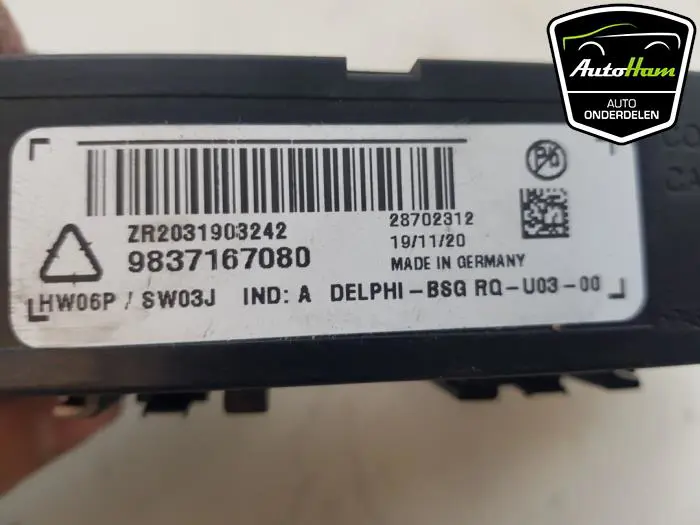 AutoHam
AUTO
ONDERDELEN
ZR2031903242
28702312
19/11/20
9837167080
MADE IN GERMANY
HW06P / SW03J IND: A DELPHI-BSG RQ-U03-00